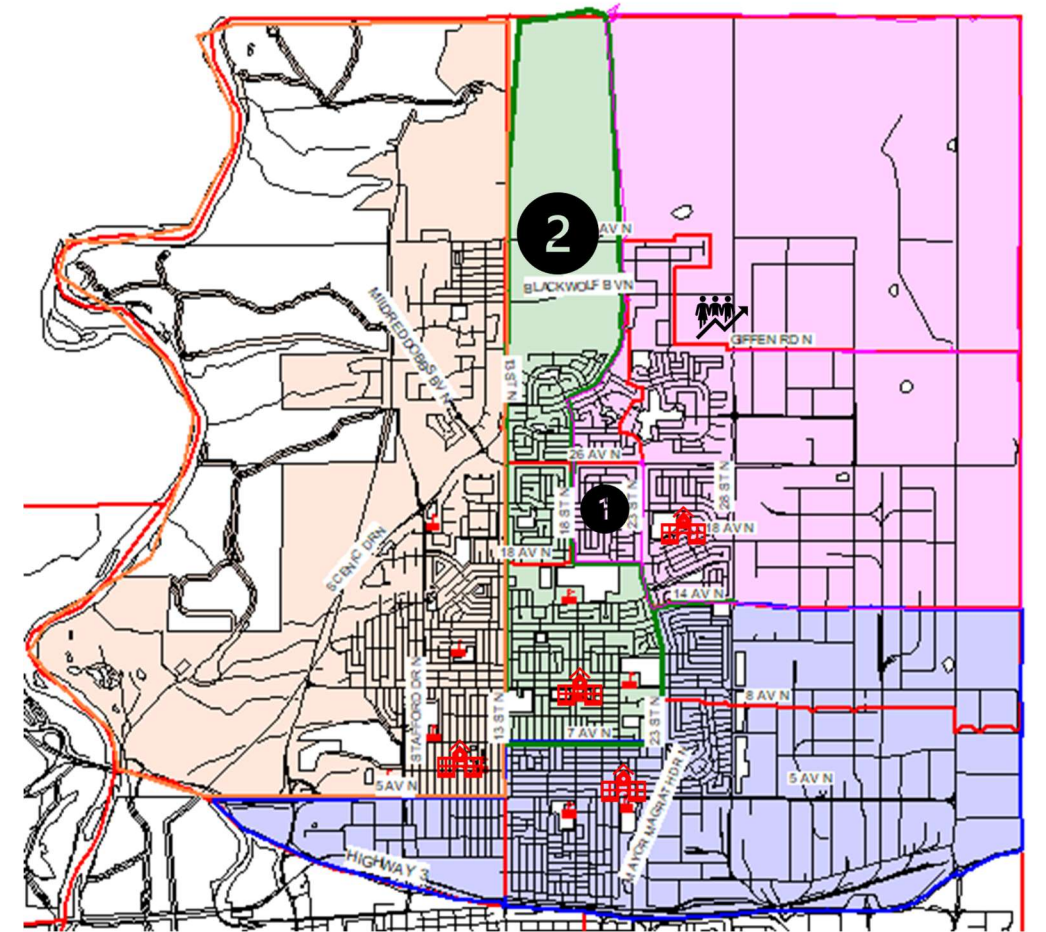 2
AV N
BLACKWOLF BV N
MILDRED DOBBS BV N
GIFFEN RD N
13 ST N
26 AV N
1
18 ST N
23 ST N
28 ST N
18 AV N
18 AV N
SCENIC DR N
14 AV N
STAFFORD DR N
13 ST N
8 AV N
7 AV N
23 ST N
5 AV N
5 AV N
MAYOR MAGRATH DR N
HIGHWAY 3